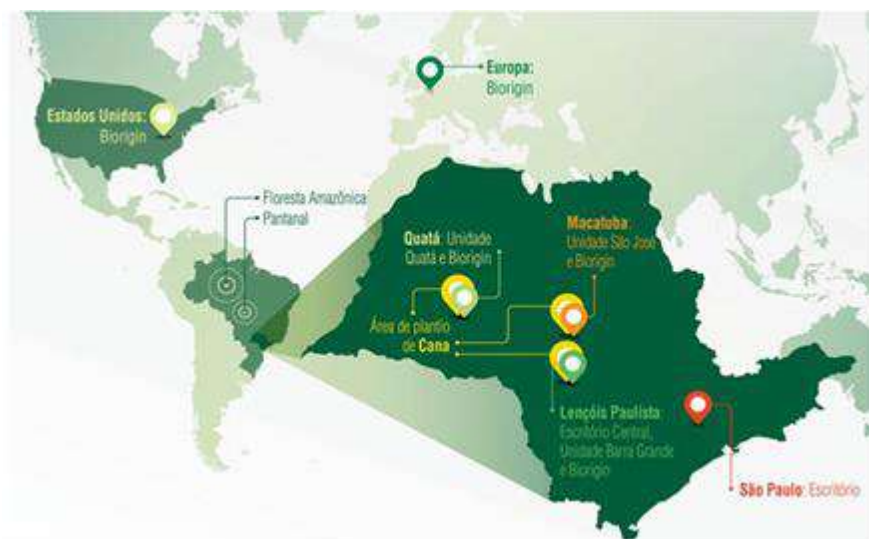 Europa:
Biorigin
Estados Unidos:
Biorigin
Floresta Amazônica
Pantanal
Quatá: Unidade
Quatá e Biorigin
Macatuba:
Unidade São José
e Biorigin
Área de plantio
de Cana
Lençóis Paulista:
Escritório Central,
Unidade Barra Grande
e Biorigin
São Paulo: Escritório